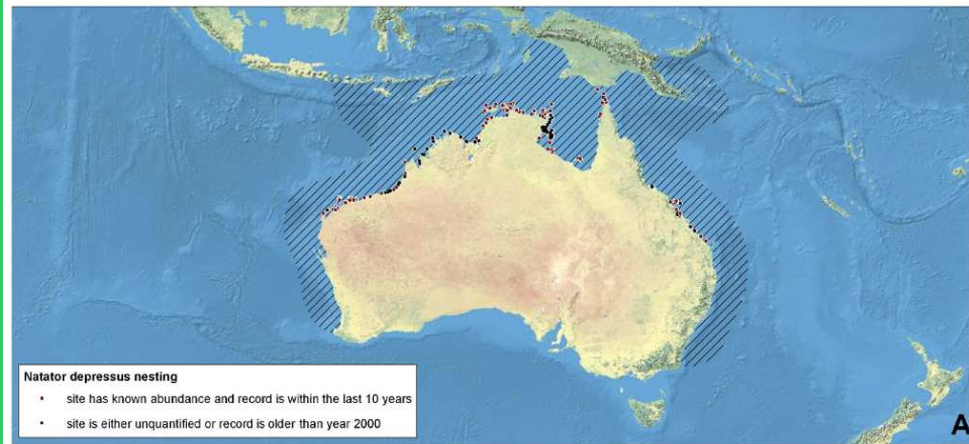 Natator depressus nesting
site has known abundance and record is within the last 10 years
site is either unquantified or record is older than year 2000
A